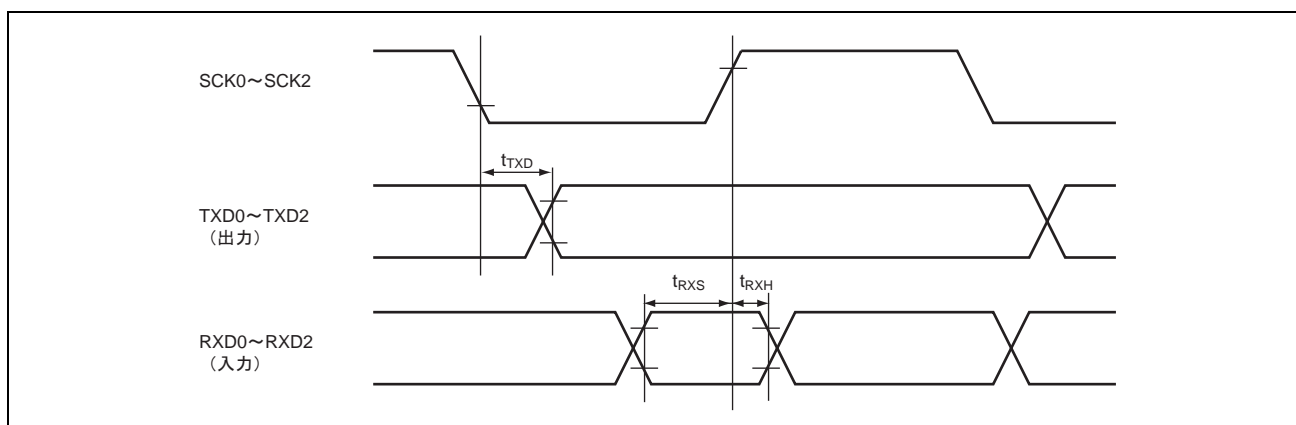 SCK0～SCK2
tTXD
TXD0～TXD2
（出力）
tRXS
tRXH
RXD0～RXD2
（入力）